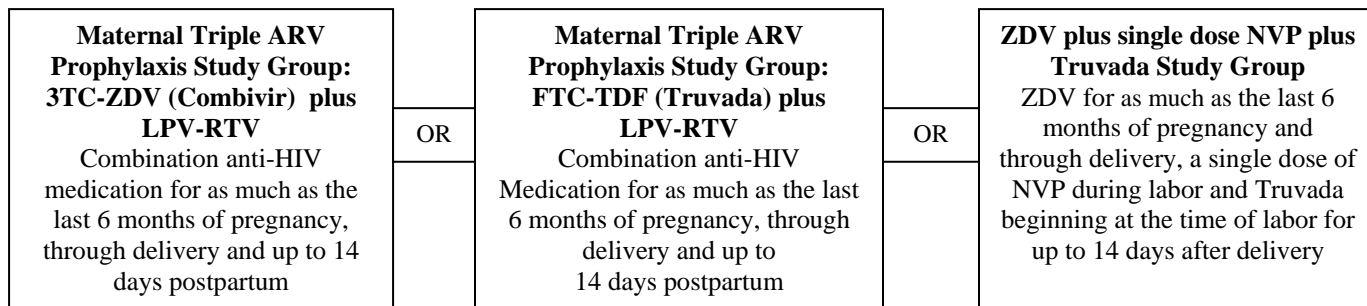 Maternal Triple ARV
Prophylaxis Study Group:
3TC-ZDV (Combivir) plus
LPV-RTV
Combination anti-HIV
medication for as much as the
last 6 months of pregnancy,
through delivery and up to 14
days postpartum
OR
Maternal Triple ARV
Prophylaxis Study Group:
FTC-TDF (Truvada) plus
LPV-RTV
Combination anti-HIV
Medication for as much as the last
6 months of pregnancy, through
delivery and up to
14 days postpartum
OR
ZDV plus single dose NVP plus
Truvada Study Group
ZDV for as much as the last 6
months of pregnancy and
through delivery, a single dose of
NVP during labor and Truvada
beginning at the time of labor for
up to 14 days after delivery